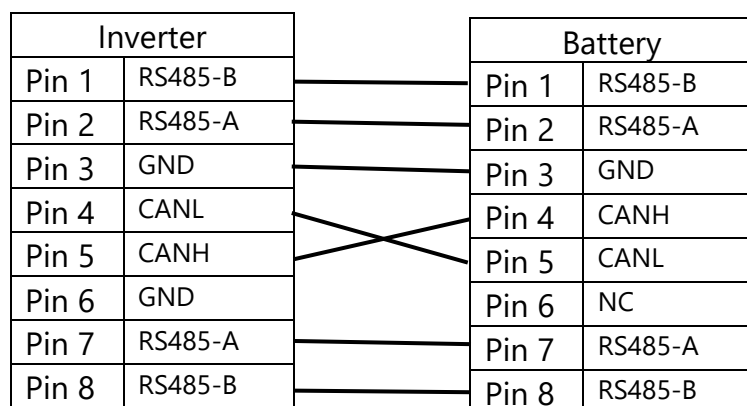 Inverter
Pin 1 RS485-B
Pin 2 RS485-A
Pin 3 GND
Pin 4 CANL
Pin 5 CANH
Pin 6 GND
Pin 7 RS485-A
Pin 8 RS485-B
Battery
Pin 1 RS485-B
Pin 2 RS485-A
Pin 3 GND
Pin 4 CANH
Pin 5 CANL
Pin 6 NC
Pin 7 RS485-A
Pin 8 RS485-B